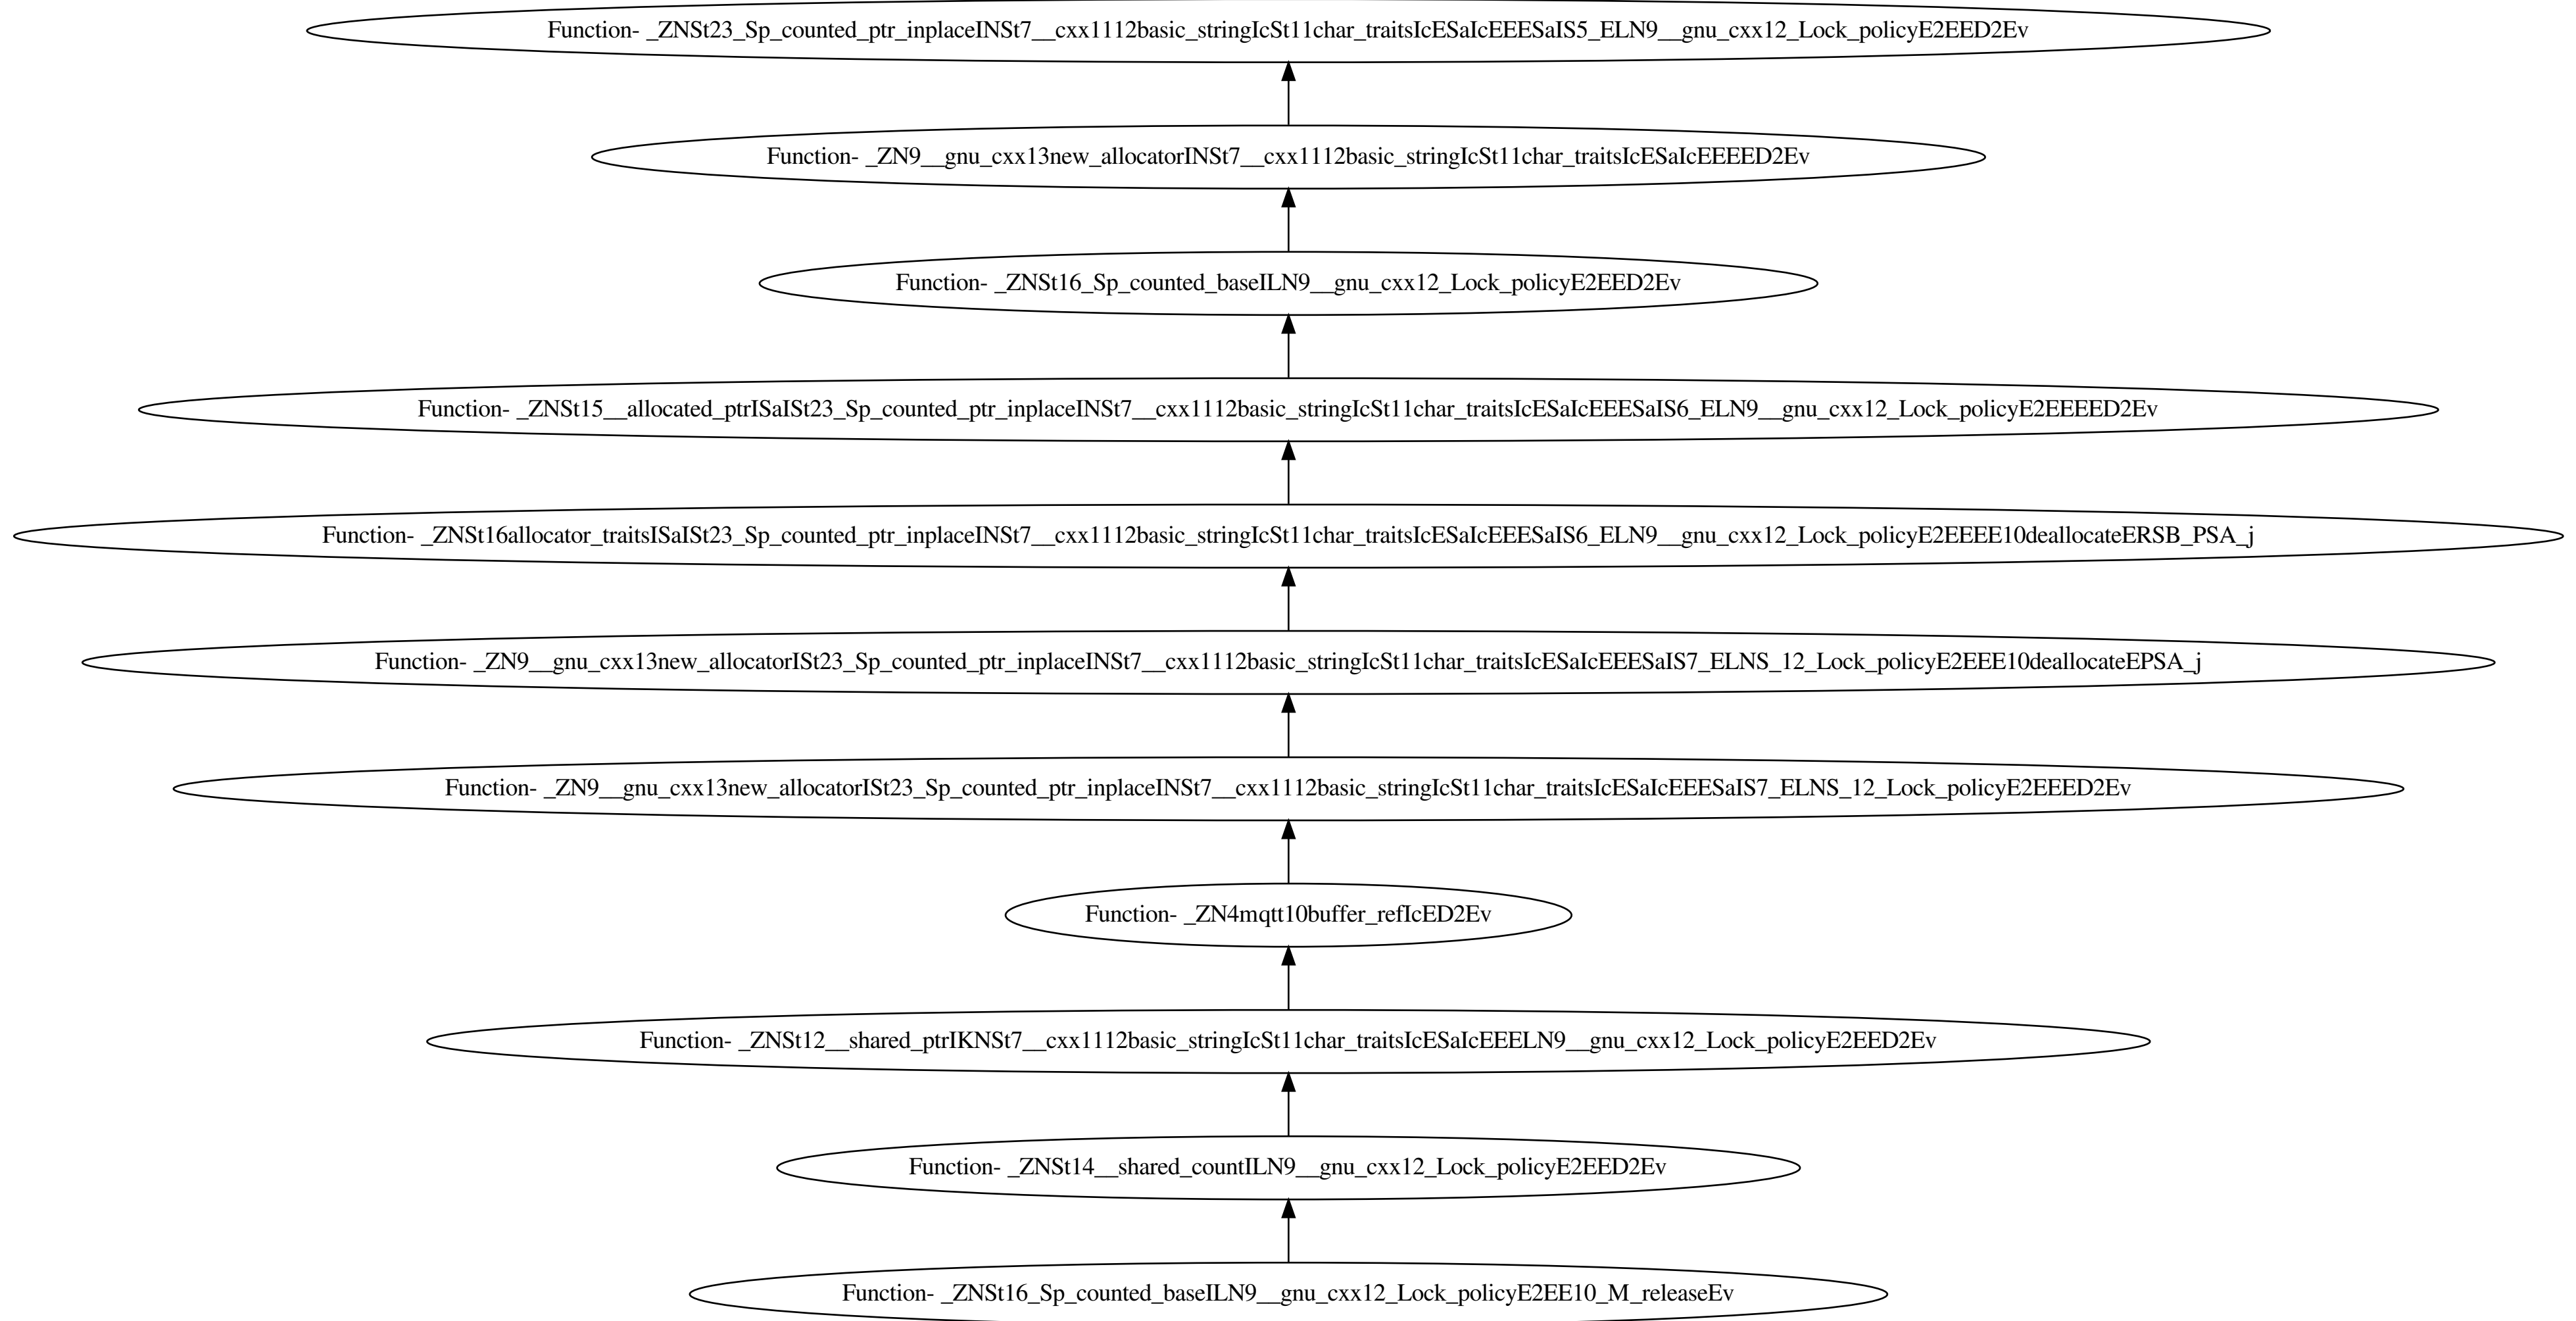 Function- _ZNSt23_Sp_counted_ptr_inplaceINSt7__cxx1112basic_stringIcSt11char_traitsIcESaIcEEESaIS5_ELN9__gnu_cxx12_Lock_policyE2EED2Ev
Function- _ZN9__gnu_cxx13new_allocatorINSt7__cxx1112basic_stringIcSt11char_traitsIcESaIcEEEED2Ev
Function- _ZNSt16_Sp_counted_baseILN9__gnu_cxx12_Lock_policyE2EED2Ev
Function- _ZNSt15__allocated_ptrISaISt23_Sp_counted_ptr_inplaceINSt7__cxx1112basic_stringIcSt11char_traitsIcESaIcEEESaIS6_ELN9__gnu_cxx12_Lock_policyE2EEEED2Ev
Function- _ZNSt16allocator_traitsISaISt23_Sp_counted_ptr_inplaceINSt7__cxx1112basic_stringIcSt11char_traitsIcESaIcEEESaIS6_ELN9__gnu_cxx12_Lock_policyE2EEEE10deallocateERSB_PSA_j
Function- _ZN9__gnu_cxx13new_allocatorISt23_Sp_counted_ptr_inplaceINSt7__cxx1112basic_stringIcSt11char_traitsIcESaIcEEESaIS7_ELNS_12_Lock_policyE2EEE10deallocateEPSA_j
Function- _ZN9__gnu_cxx13new_allocatorISt23_Sp_counted_ptr_inplaceINSt7__cxx1112basic_stringIcSt11char_traitsIcESaIcEEESaIS7_ELNS_12_Lock_policyE2EEED2Ev
Function- _ZN4mqtt10buffer_refIcED2Ev
Function- _ZNSt12__shared_ptrIKNSt7__cxx1112basic_stringIcSt11char_traitsIcESaIcEEELN9__gnu_cxx12_Lock_policyE2EED2Ev
Function- _ZNSt14__shared_countILN9__gnu_cxx12_Lock_policyE2EED2Ev
Function- _ZNSt16_Sp_counted_baseILN9__gnu_cxx12_Lock_policyE2EE10_M_releaseEv